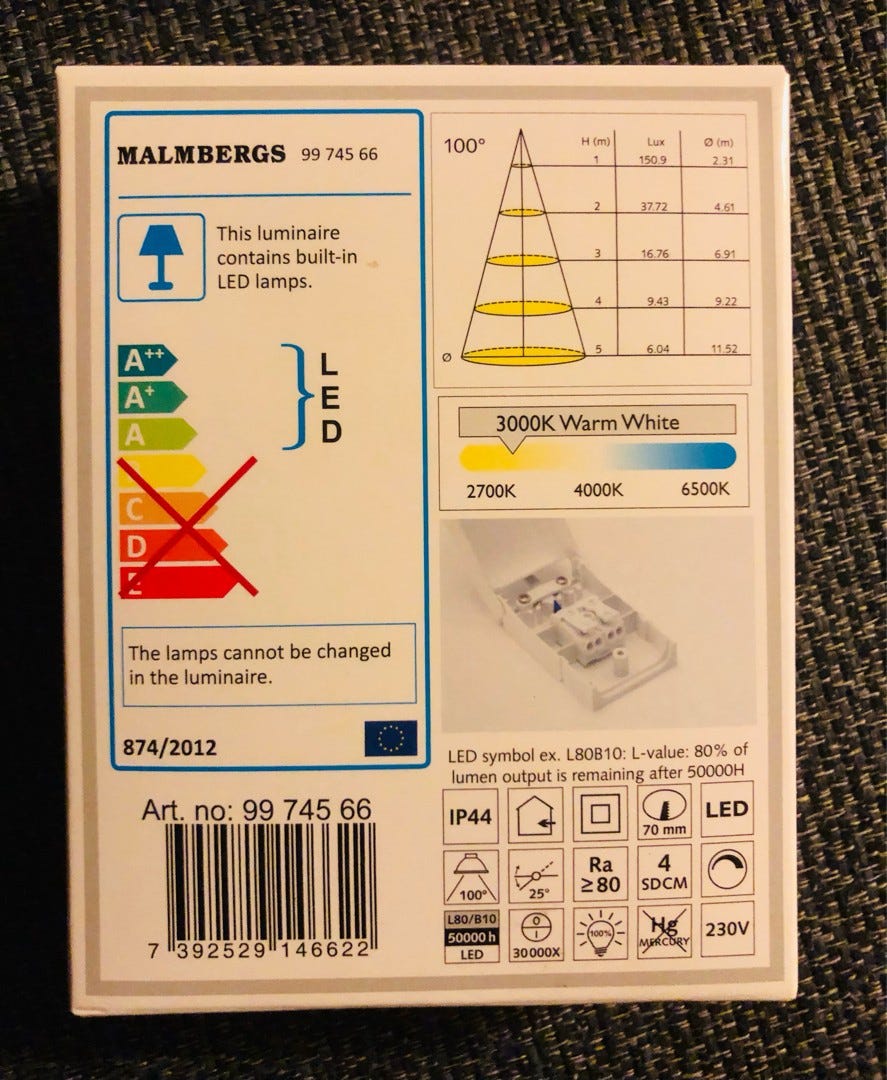 MALMBERGS 99 745 66
This luminaire
contains built-in
LED lamps.
A++
A+
A
L
E
D
C
D
E
The lamps cannot be changed
in the luminaire.
874/2012
Art. no: 99 745 66
7 392529 146622
100°
H (m) Lux Ø (m)
1 150.9 2.31
2 37.72 4.61
3 16.76 6.91
4 9.43 9.22
Ø 5 6.04 11.52
3000K Warm White
2700K 4000K 6500K
LED symbol ex. L80B10: L-value: 80% of
lumen output is remaining after 50000H
IP44
70 mm
LED
100°
25°
Ra
≥80
4
SDCM
L80/B10
50000 h
LED
O
I
30000X
100%
Hg
MERCURY
230V